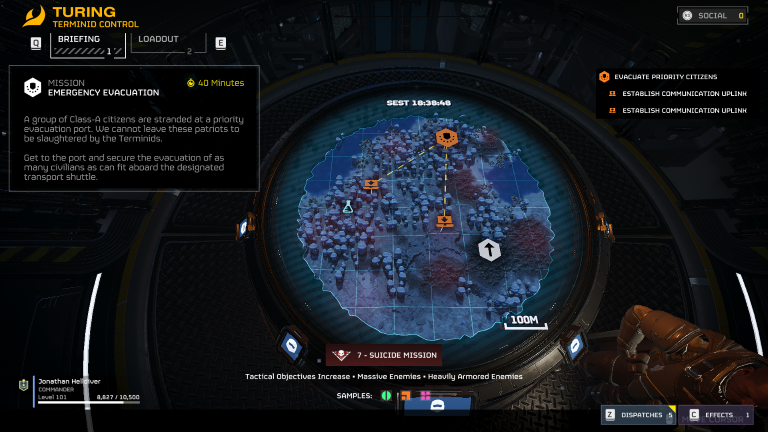 TURING
TERMINID CONTROL
Q
BRIEFING
1
LOADOUT
2
E
SOCIAL 0
MISSION
EMERGENCY EVACUATION
40 Minutes
A group of Class-A citizens are stranded at a priority
evacuation port. We cannot leave these patriots to
be slaughtered by the Terminids.
Get to the port and secure the evacuation of as
many civilians as can fit aboard the designated
transport shuttle.
EVACUATE PRIORITY CITIZENS
ESTABLISH COMMUNICATION UPLINK
ESTABLISH COMMUNICATION UPLINK
SEST 18:38:48
100M
7 - SUICIDE MISSION
Tactical Objectives Increase • Massive Enemies • Heavily Armored Enemies
SAMPLES:
Jonathan Helldiver
COMMANDER
Level 101
8,827 / 10,500
Z DISPATCHES 5
C EFFECTS 1
CURSOR